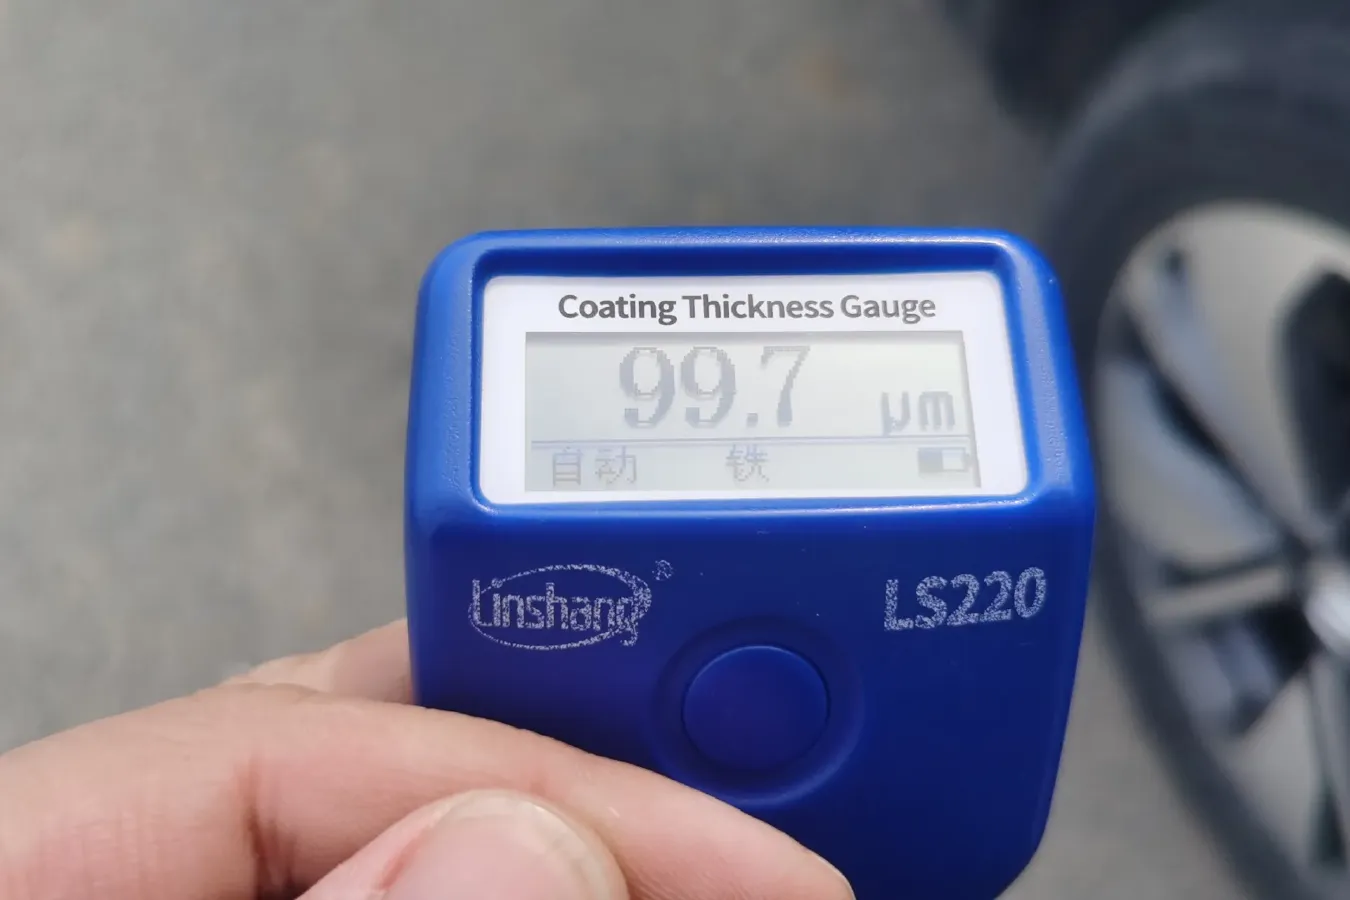 Coating Thickness Gauge
99.7 μm
自动 铁
Linshang®
LS220